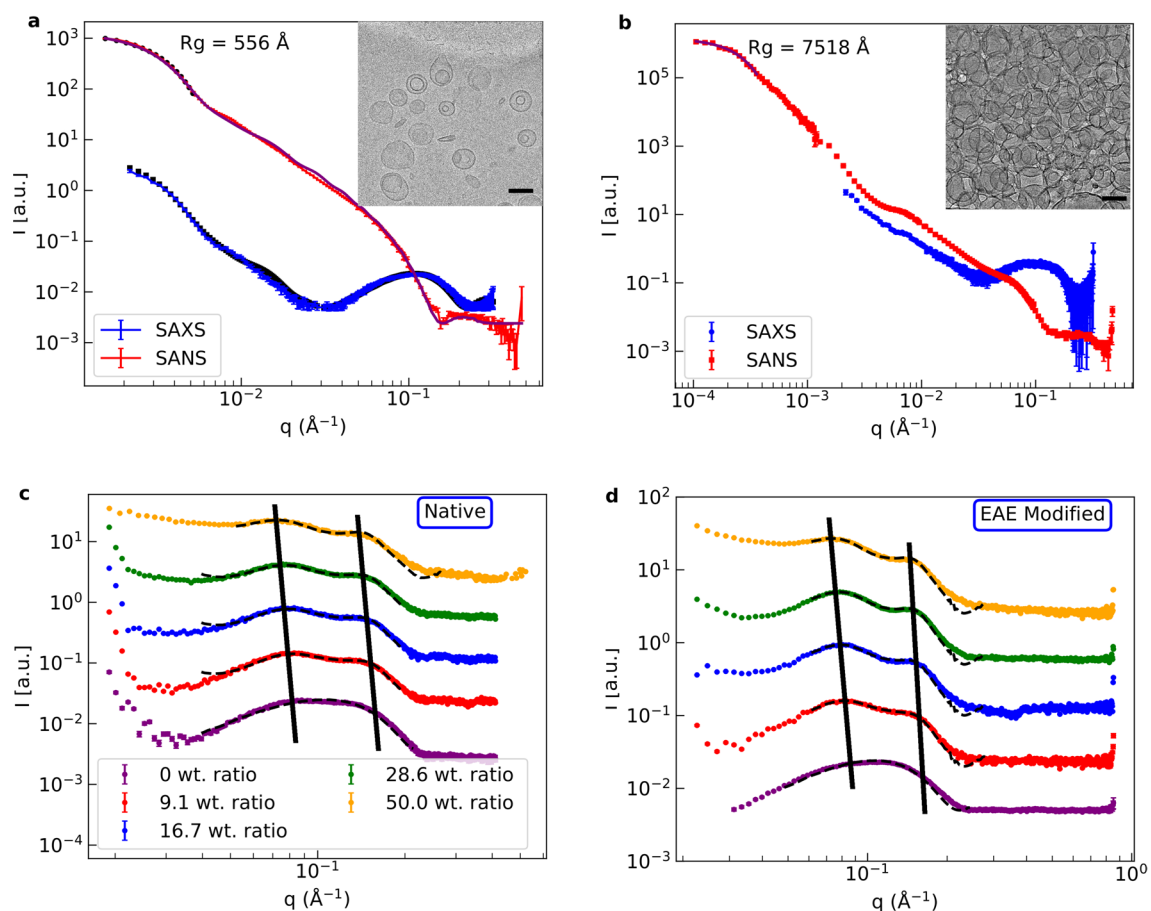 a
Rg = 556 Å
10³
10²
10¹
10⁰
10⁻¹
10⁻²
10⁻³
I [a.u.]
SAXS
SANS
10⁻²
10⁻¹
q (Å⁻¹)
b
Rg = 7518 Å
10⁵
10³
10¹
10⁻¹
10⁻³
I [a.u.]
SAXS
SANS
10⁻⁴
10⁻³
10⁻²
10⁻¹
q (Å⁻¹)
c
Native
10¹
10⁰
10⁻¹
10⁻²
10⁻³
10⁻⁴
I [a.u.]
0 wt. ratio
9.1 wt. ratio
16.7 wt. ratio
28.6 wt. ratio
50.0 wt. ratio
10⁻¹
q (Å⁻¹)
d
EAE Modified
10²
10¹
10⁰
10⁻¹
10⁻²
10⁻³
I [a.u.]
10⁻¹
10⁰
q (Å⁻¹)